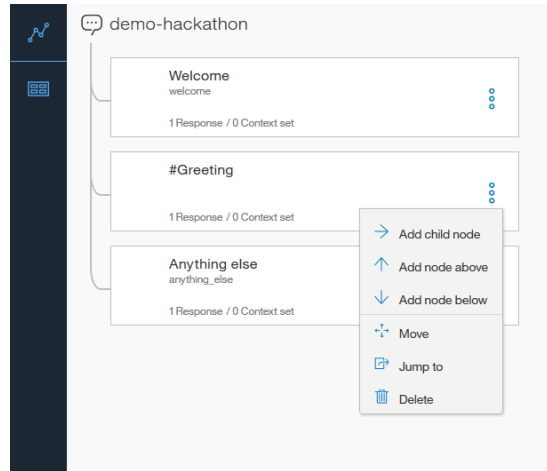 demo-hackathon
Welcome
welcome
1 Response / 0 Context set
#Greeting
1 Response / 0 Context set
Add child node
Add node above
Add node below
Move
Jump to
Delete
Anything else
anything_else
1 Response / 0 Context set